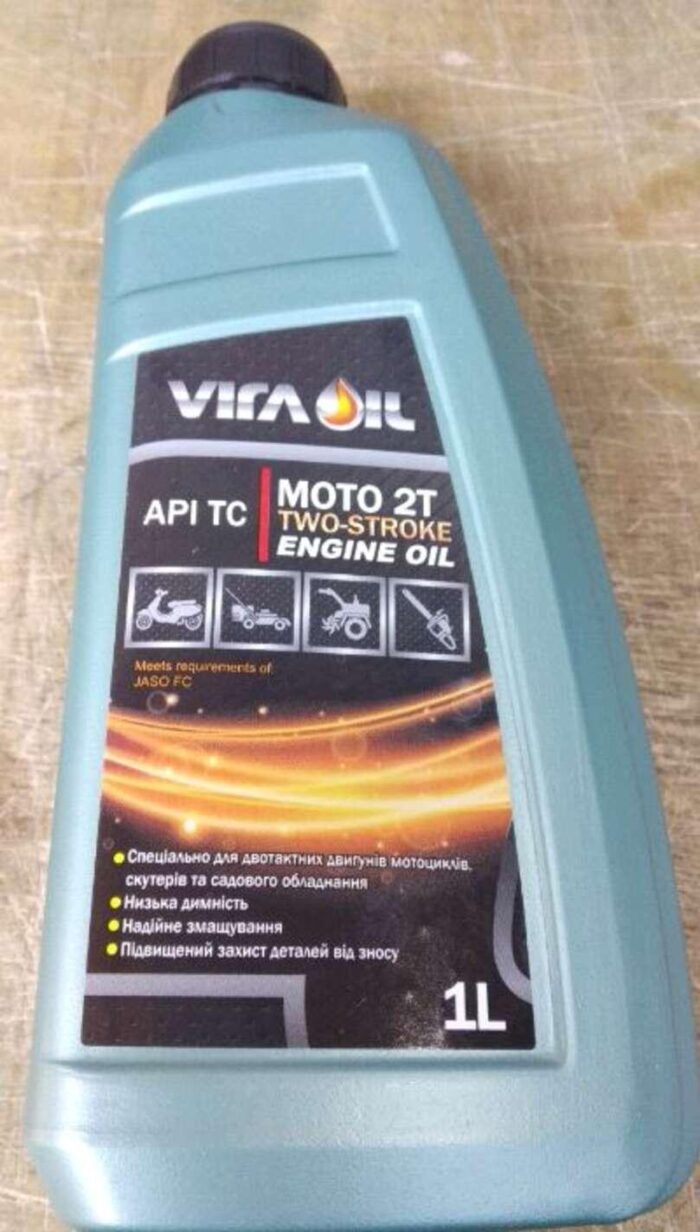 VIRA OIL
API TC
MOTO 2T
TWO-STROKE
ENGINE OIL
Meets requirements of
JASO FC
Спеціально для двотактних двигунів мотоциклів,
скутерів та садового обладнання
Низька димність
Надійне змащування
Підвищений захист деталей від зносу
1L